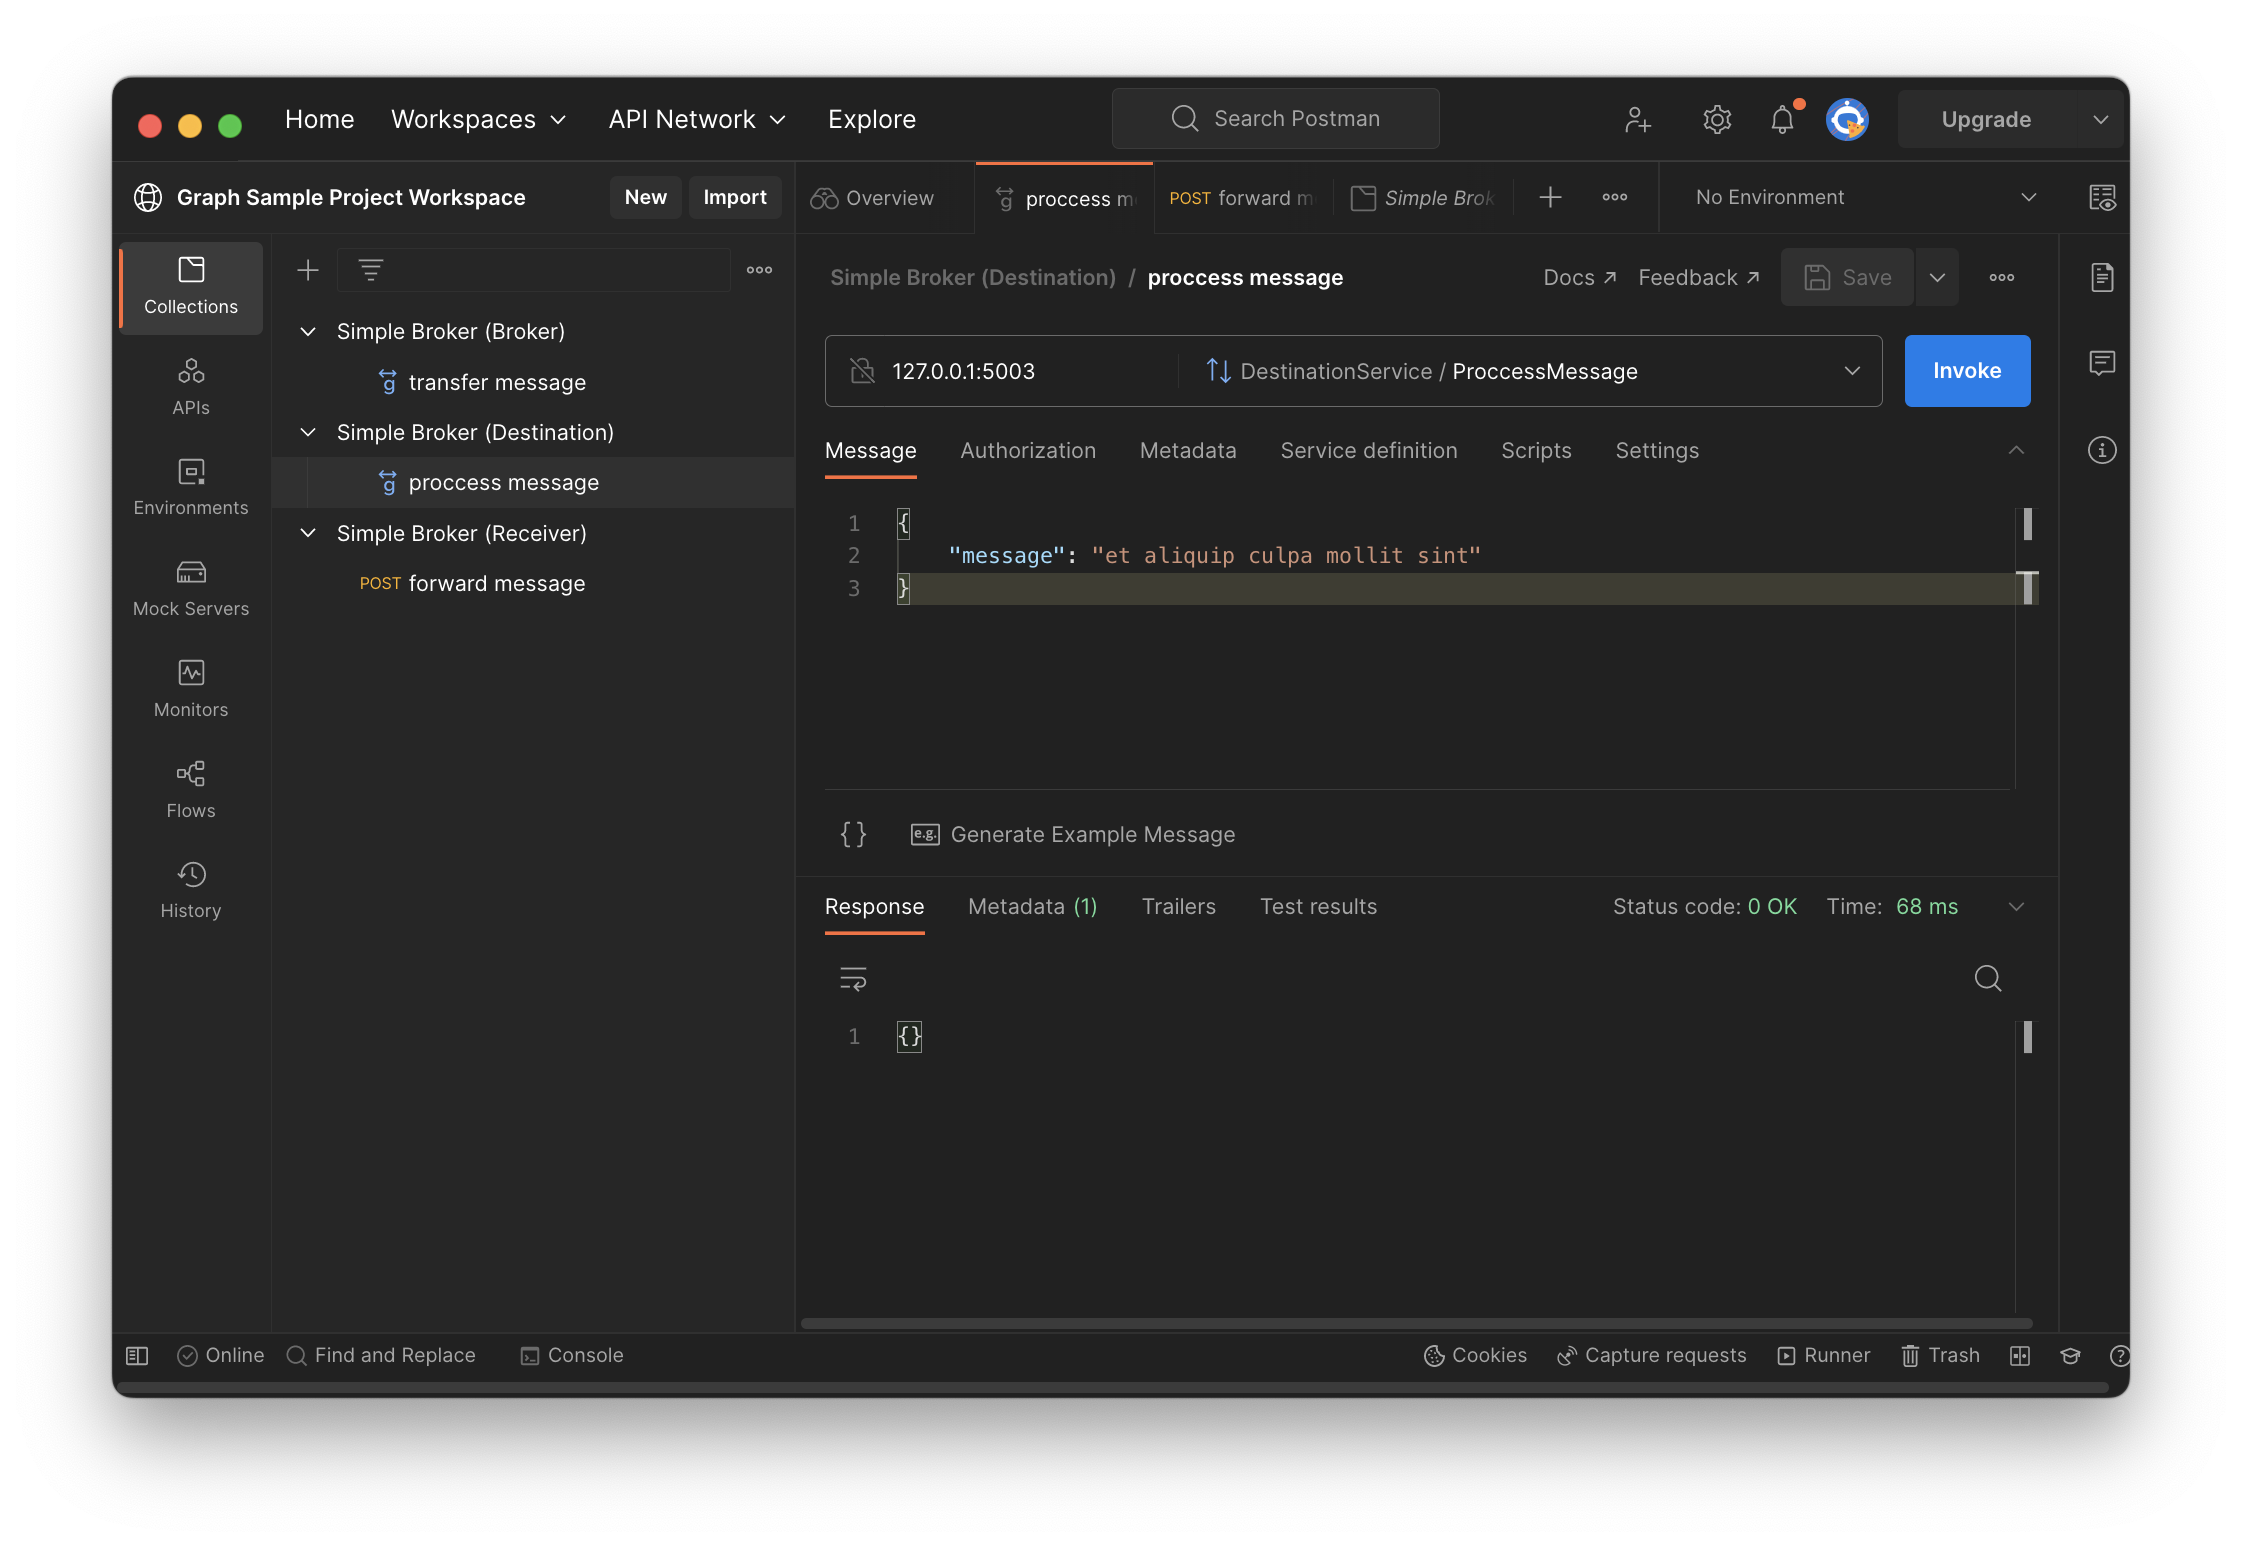 Home Workspaces API Network Explore Search Postman Upgrade
Graph Sample Project Workspace New Import
Overview proccess m POST forward m Simple Brok No Environment
Collections
APIs
Environments
Mock Servers
Monitors
Flows
History
Simple Broker (Broker)
transfer message
Simple Broker (Destination)
proccess message
Simple Broker (Receiver)
POST forward message
Simple Broker (Destination) / proccess message Docs Feedback Save
127.0.0.1:5003 DestinationService / ProccessMessage Invoke
Message Authorization Metadata Service definition Scripts Settings
1 {
2 "message": "et aliquip culpa mollit sint"
3 }
{} e.g. Generate Example Message
Response Metadata (1) Trailers Test results Status code: 0 OK Time: 68 ms
1 {}
Online Find and Replace Console Cookies Capture requests Runner Trash